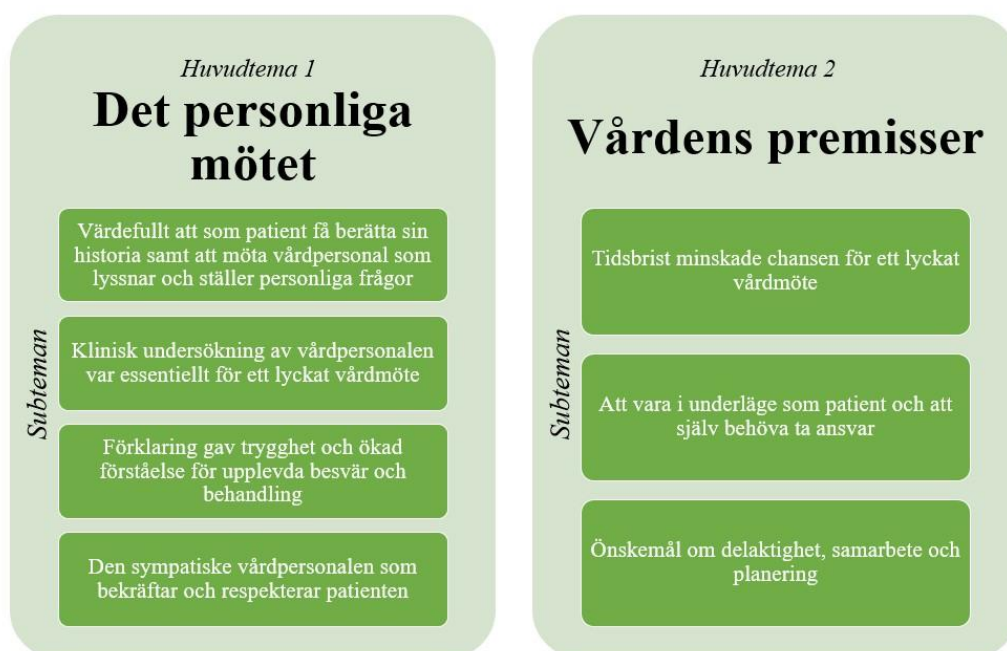 Huvudtema 1
Det personliga
mötet
Subteman
Värdefullt att som patient få berätta sin
historia samt att möta vårdpersonal som
lyssnar och ställer personliga frågor
Klinisk undersökning av vårdpersonalen
var essentiellt för ett lyckat vårdmöte
Förklaring gav trygghet och ökad
förståelse för upplevda besvär och
behandling
Den sympatiske vårdpersonalen som
bekräftar och respekterar patienten
Huvudtema 2
Vårdens premisser
Subteman
Tidsbrist minskade chansen för ett lyckat
vårdmöte
Att vara i underläge som patient och att
själv behöva ta ansvar
Önskemål om delaktighet, samarbete och
planering